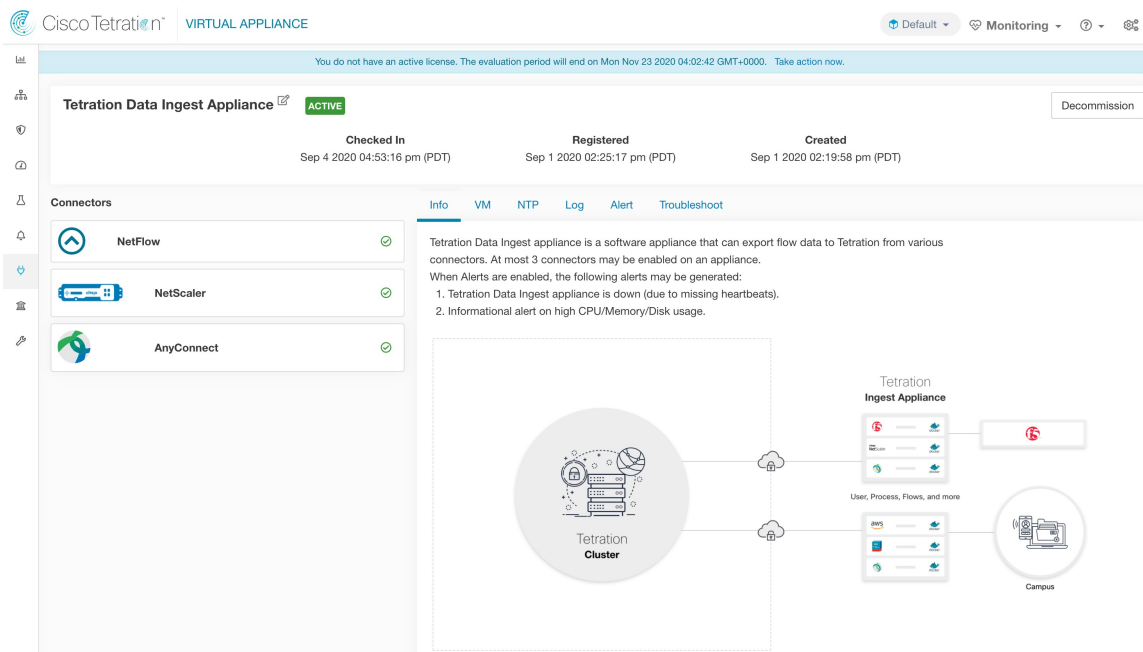 Cisco Tetration™ VIRTUAL APPLIANCE Default Monitoring ?
You do not have an active license. The evaluation period will end on Mon Nov 23 2020 04:02:42 GMT+0000. Take action now.
Tetration Data Ingest Appliance ACTIVE Decommission
Checked In Registered Created
Sep 4 2020 04:53:16 pm (PDT) Sep 1 2020 02:25:17 pm (PDT) Sep 1 2020 02:19:58 pm (PDT)
Connectors
NetFlow
NetScaler
AnyConnect
Info VM NTP Log Alert Troubleshoot
Tetration Data Ingest appliance is a software appliance that can export flow data to Tetration from various
connectors. At most 3 connectors may be enabled on an appliance.
When Alerts are enabled, the following alerts may be generated:
1. Tetration Data Ingest appliance is down (due to missing heartbeats).
2. Informational alert on high CPU/Memory/Disk usage.
Tetration
Ingest Appliance
NetScaler
User, Process, Flows, and more
aws
Tetration
Cluster
Campus